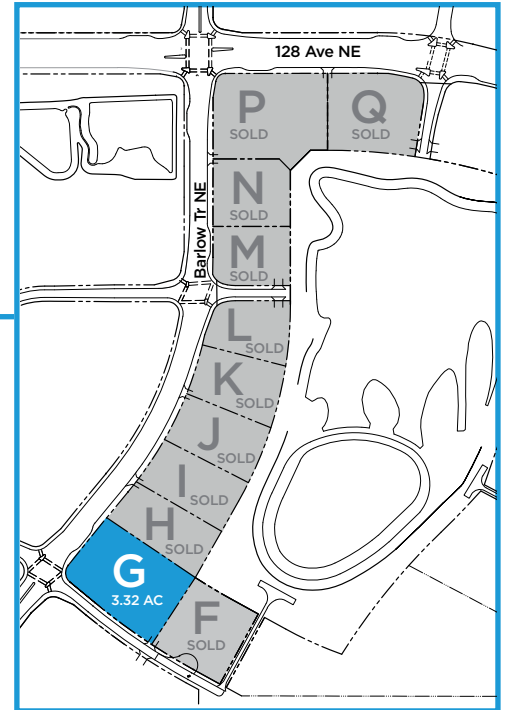 128 Ave NE
P
SOLD
Q
SOLD
N
SOLD
Barlow Tr NE
M
SOLD
L
SOLD
K
SOLD
J
SOLD
I
SOLD
H
SOLD
G
3.32 AC
F
SOLD